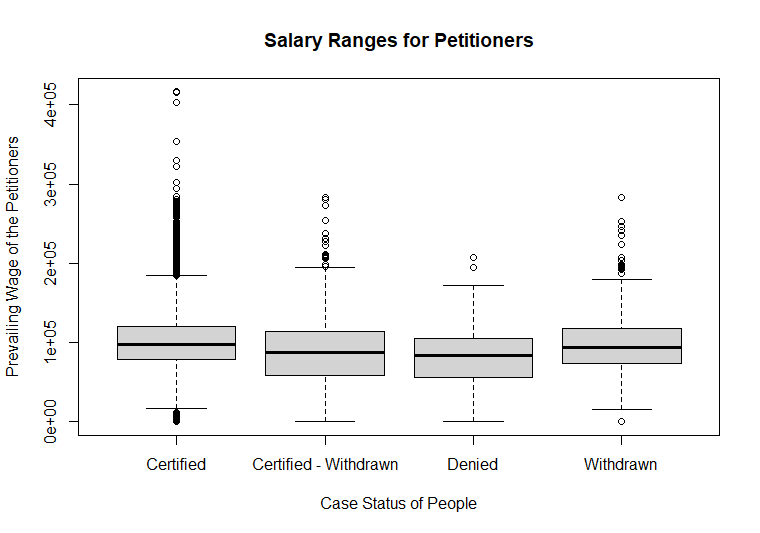 Salary Ranges for Petitioners
Prevailing Wage of the Petitioners
4e+05
3e+05
2e+05
1e+05
0e+00
Certified
Certified - Withdrawn
Denied
Withdrawn
Case Status of People